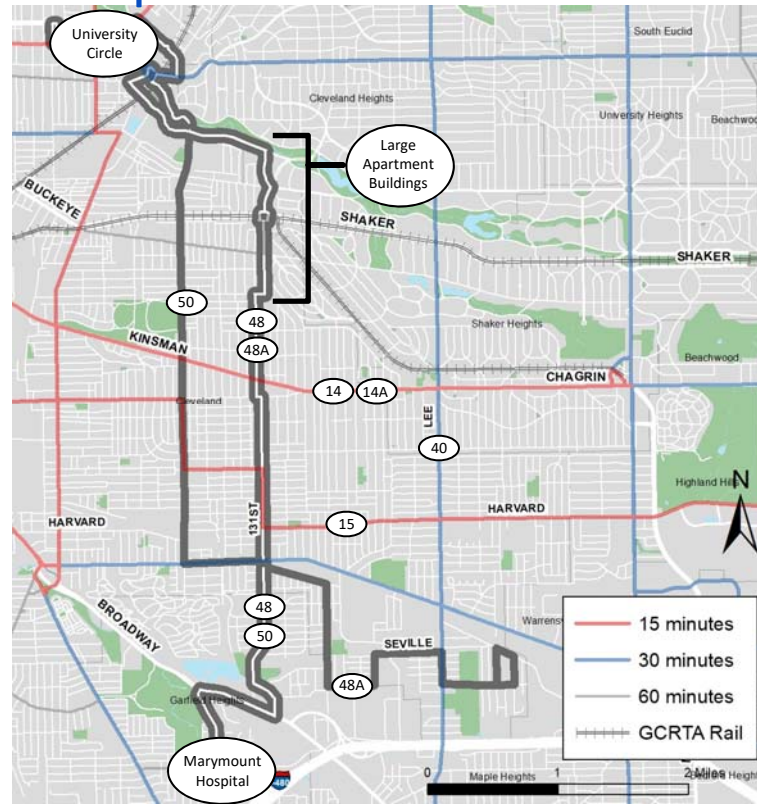 University
Circle
South Euclid
Cleveland Heights
University Heights
Large
Apartment
Buildings
BUCKEYE
SHAKER
SHAKER
50
48
Shaker Heights
48A
KINSMAN
Beachwood
CHAGRIN
14
14A
Cleveland
LEE
40
N
Highland Hills
HARVARD
131ST
15
HARVARD
48
BROADWAY
50
SEVILLE
48A
Garfield Heights
15 minutes
30 minutes
60 minutes
GCRTA Rail
Marymount
Hospital
480
Maple Heights
0
1
2 Miles